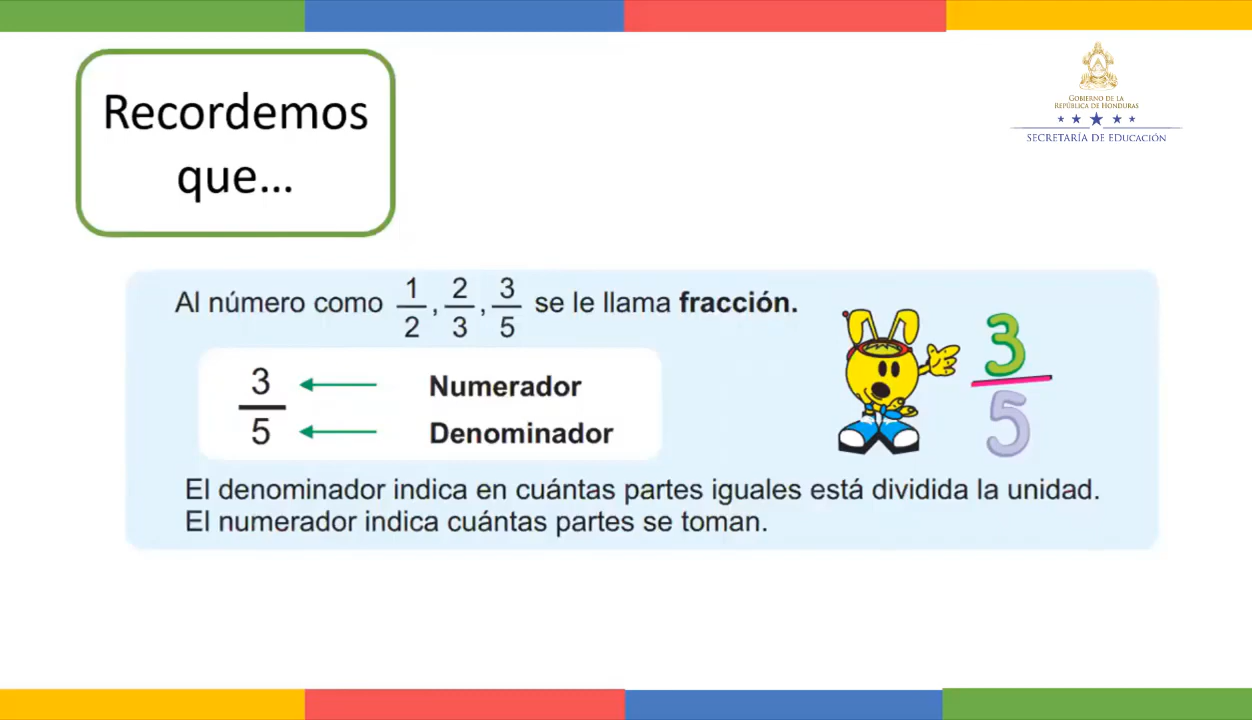 Recordemos
que...
GOBIERNO DE LA
REPÚBLICA DE HONDURAS
SECRETARÍA DE EDUCACIÓN
Al número como 1/2, 2/3, 3/5 se le llama fracción.
3 Numerador
5 Denominador
3
5
El denominador indica en cuántas partes iguales está dividida la unidad.
El numerador indica cuántas partes se toman.